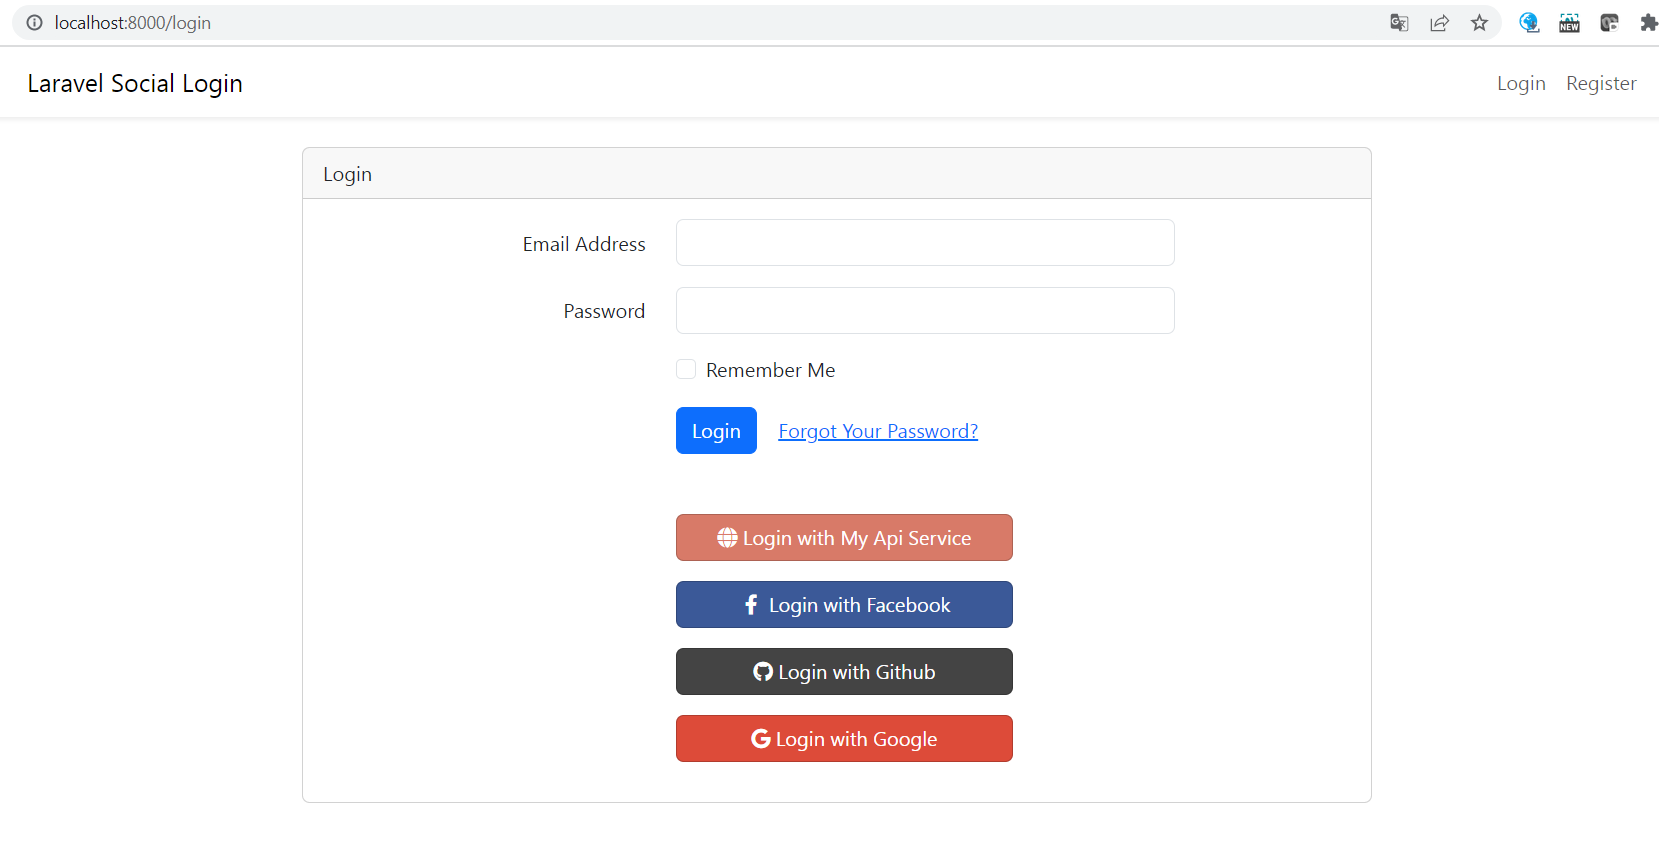 localhost:8000/login
NEW
Laravel Social Login
Login Register
Login
Email Address
Password
Remember Me
Login Forgot Your Password?
Login with My Api Service
Login with Facebook
Login with Github
Login with Google